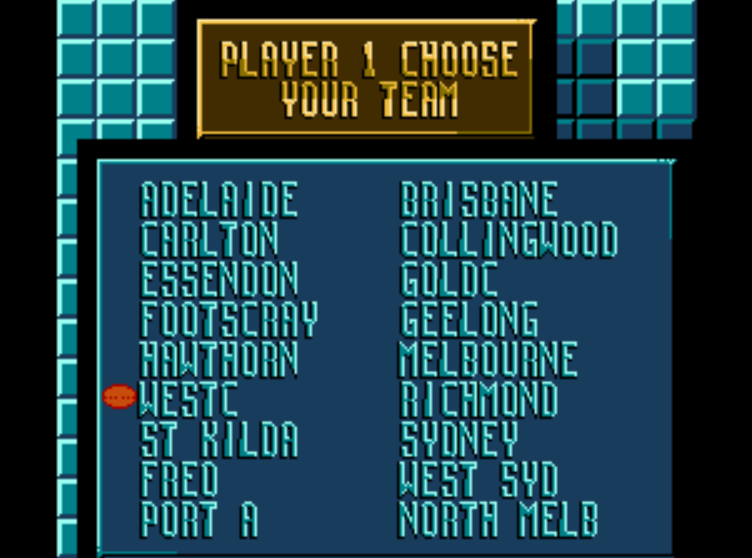 PLAYER 1 CHOOSE
YOUR TEAM
ADELAIDE
BRISBANE
CARLTON
COLLINGWOOD
ESSENDON
GOLDC
FOOTSCRAY
GEELONG
HAWTHORN
MELBOURNE
WESTC
RICHMOND
ST KILDA
SYDNEY
FREO
WEST SYD
PORT A
NORTH MELB